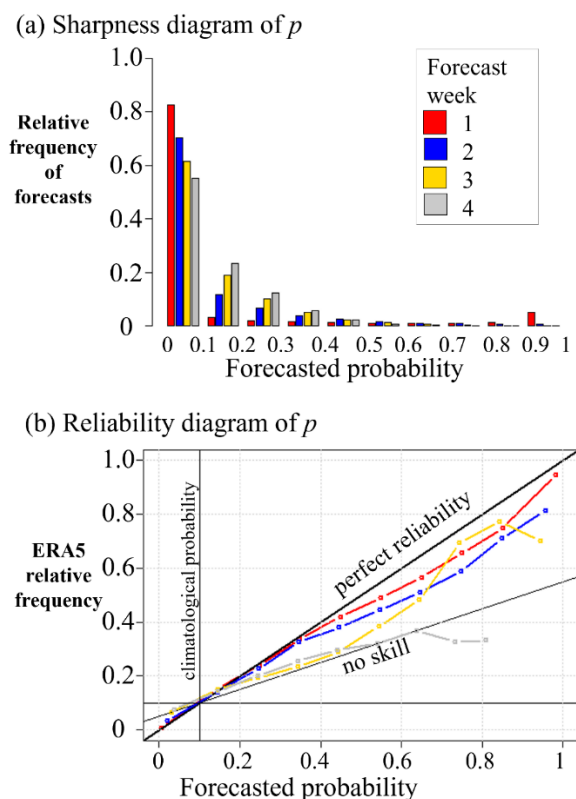 (a) Sharpness diagram of p
Relative
frequency
of
forecasts
1.0
0.8
0.6
0.4
0.2
0
Forecast
week
1
2
3
4
0 0.1 0.2 0.3 0.4 0.5 0.6 0.7 0.8 0.9 1
Forecasted probability
(b) Reliability diagram of p
ERA5
relative
frequency
1.0
0.8
0.6
0.4
0.2
0
climatological probability
perfect reliability
no skill
0 0.2 0.4 0.6 0.8 1
Forecasted probability